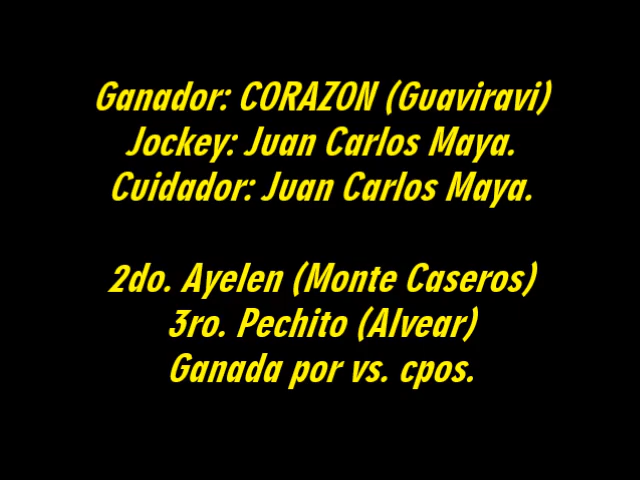 Ganador: CORAZON (Guaviravi)
Jockey: Juan Carlos Maya.
Cuidador: Juan Carlos Maya.
2do. Ayelen (Monte Caseros)
3ro. Pechito (Alvear)
Ganada por vs. cpos.